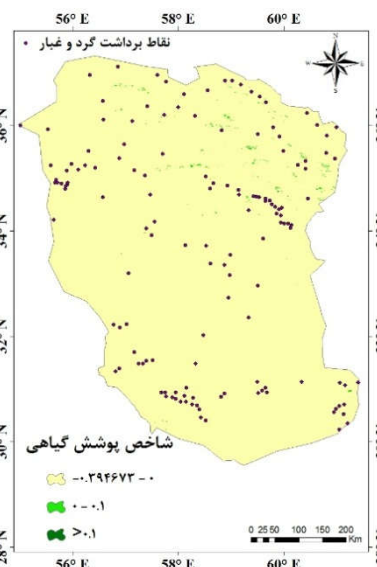 56° E 58° E 60° E
نقاط برداشت گرد و غبار
N
W E
S
36° N
34° N
32° N
30° N
28° N
شاخص پوشش گیاهی
-۰.۳۹۴۶۷۳ - ۰
۰ - ۰.۱
>۰.۱
0 25 50 100 150 200
Km
56° E 58° E 60° E